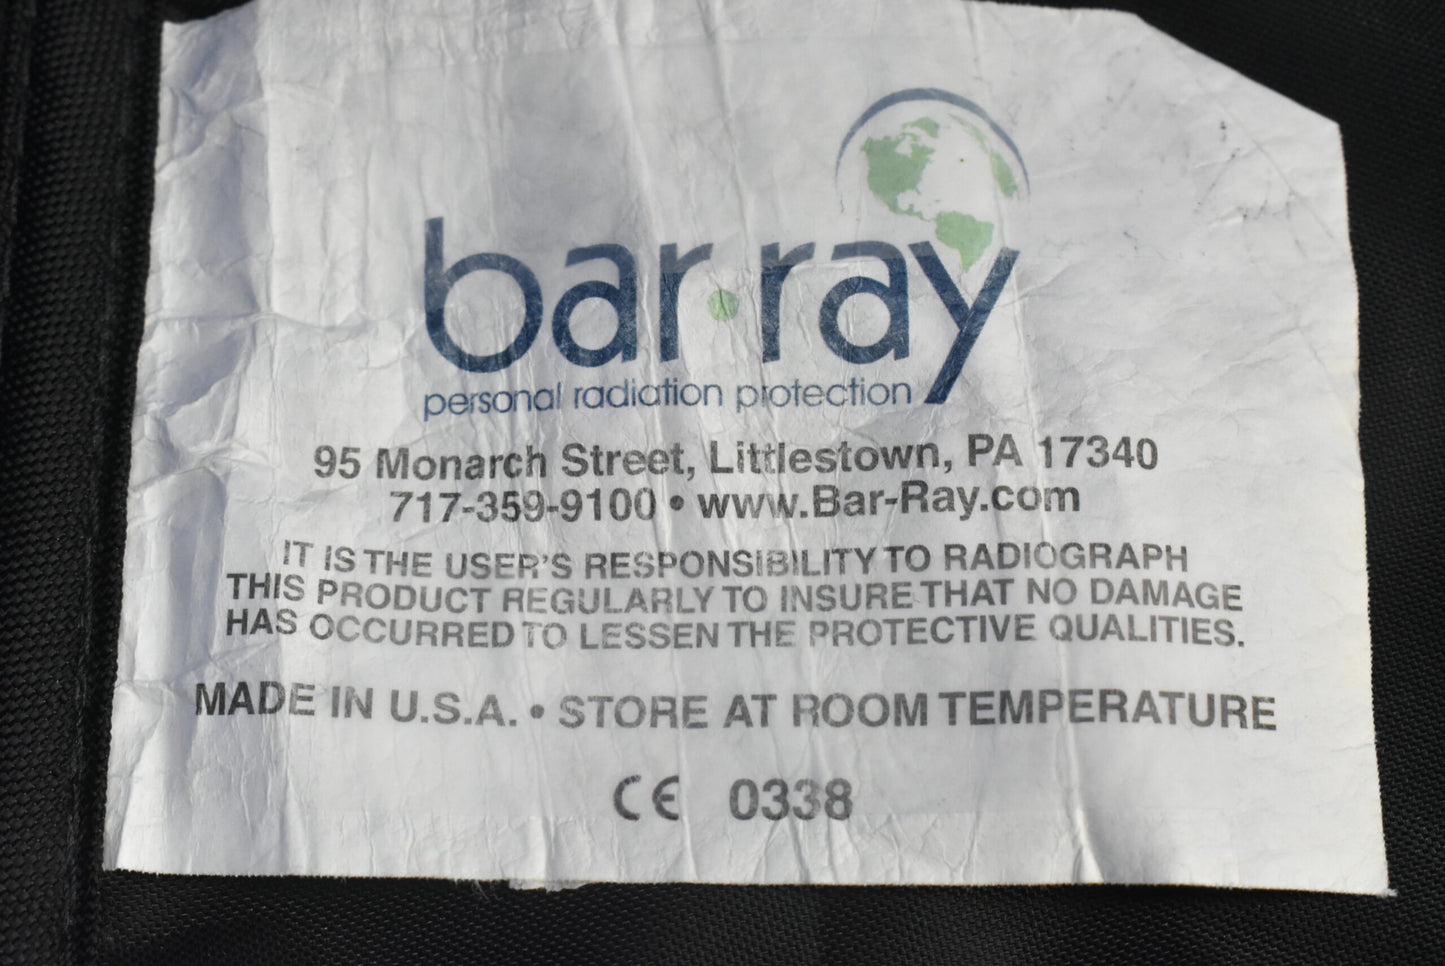 bar·ray
personal radiation protection
95 Monarch Street, Littlestown, PA 17340
717-359-9100 • www.Bar-Ray.com
IT IS THE USER'S RESPONSIBILITY TO RADIOGRAPH
THIS PRODUCT REGULARLY TO INSURE THAT NO DAMAGE
HAS OCCURRED TO LESSEN THE PROTECTIVE QUALITIES.
MADE IN U.S.A. • STORE AT ROOM TEMPERATURE
CE 0338